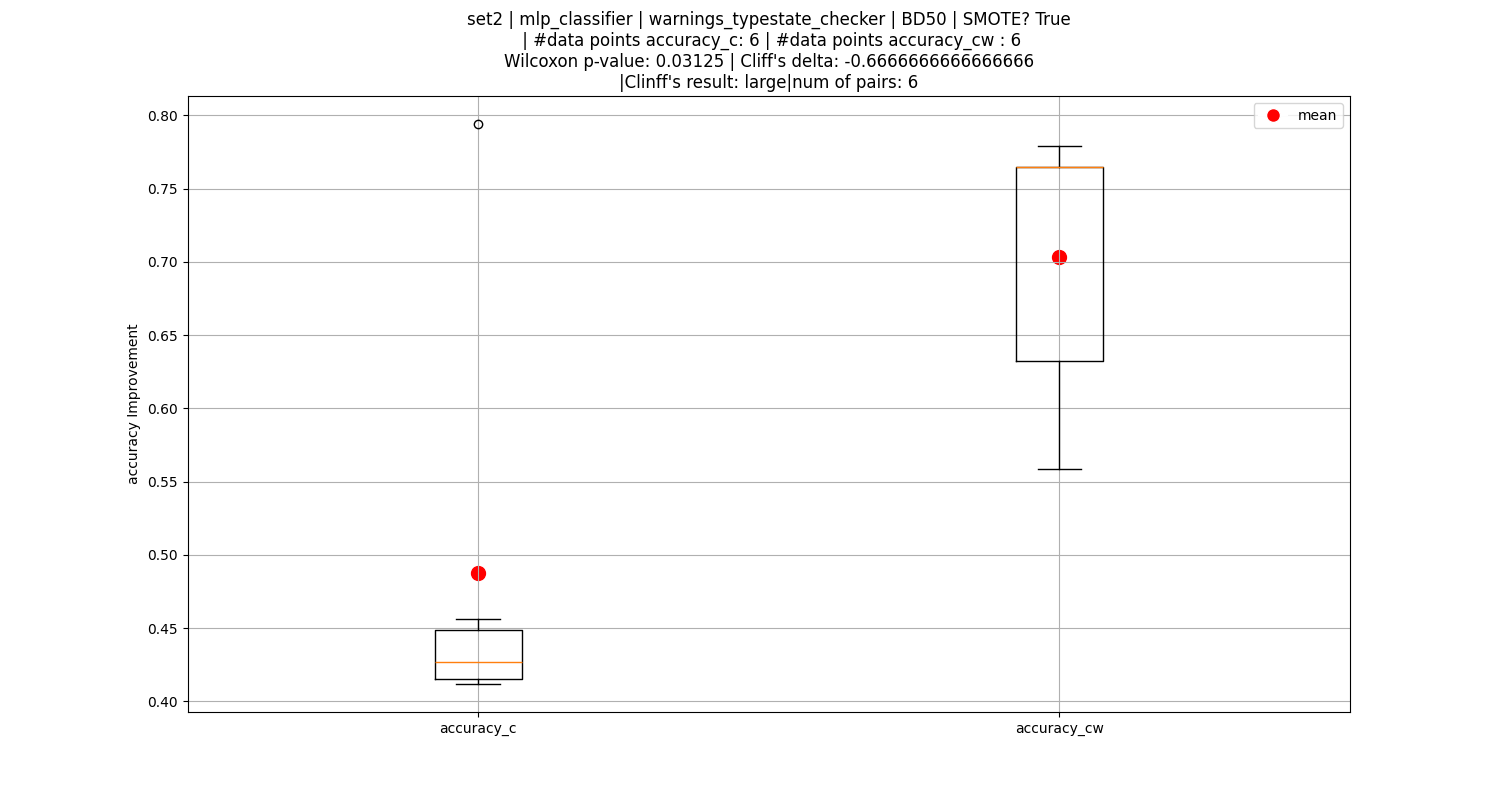 set2 | mlp_classifier | warnings_typestate_checker | BD50 | SMOTE? True
| #data points accuracy_c: 6 | #data points accuracy_cw : 6
Wilcoxon p-value: 0.03125 | Cliff's delta: -0.6666666666666666
|Clinff's result: large|num of pairs: 6
mean
0.80
0.75
0.70
0.65
0.60
0.55
0.50
0.45
0.40
accuracy Improvement
accuracy_c
accuracy_cw